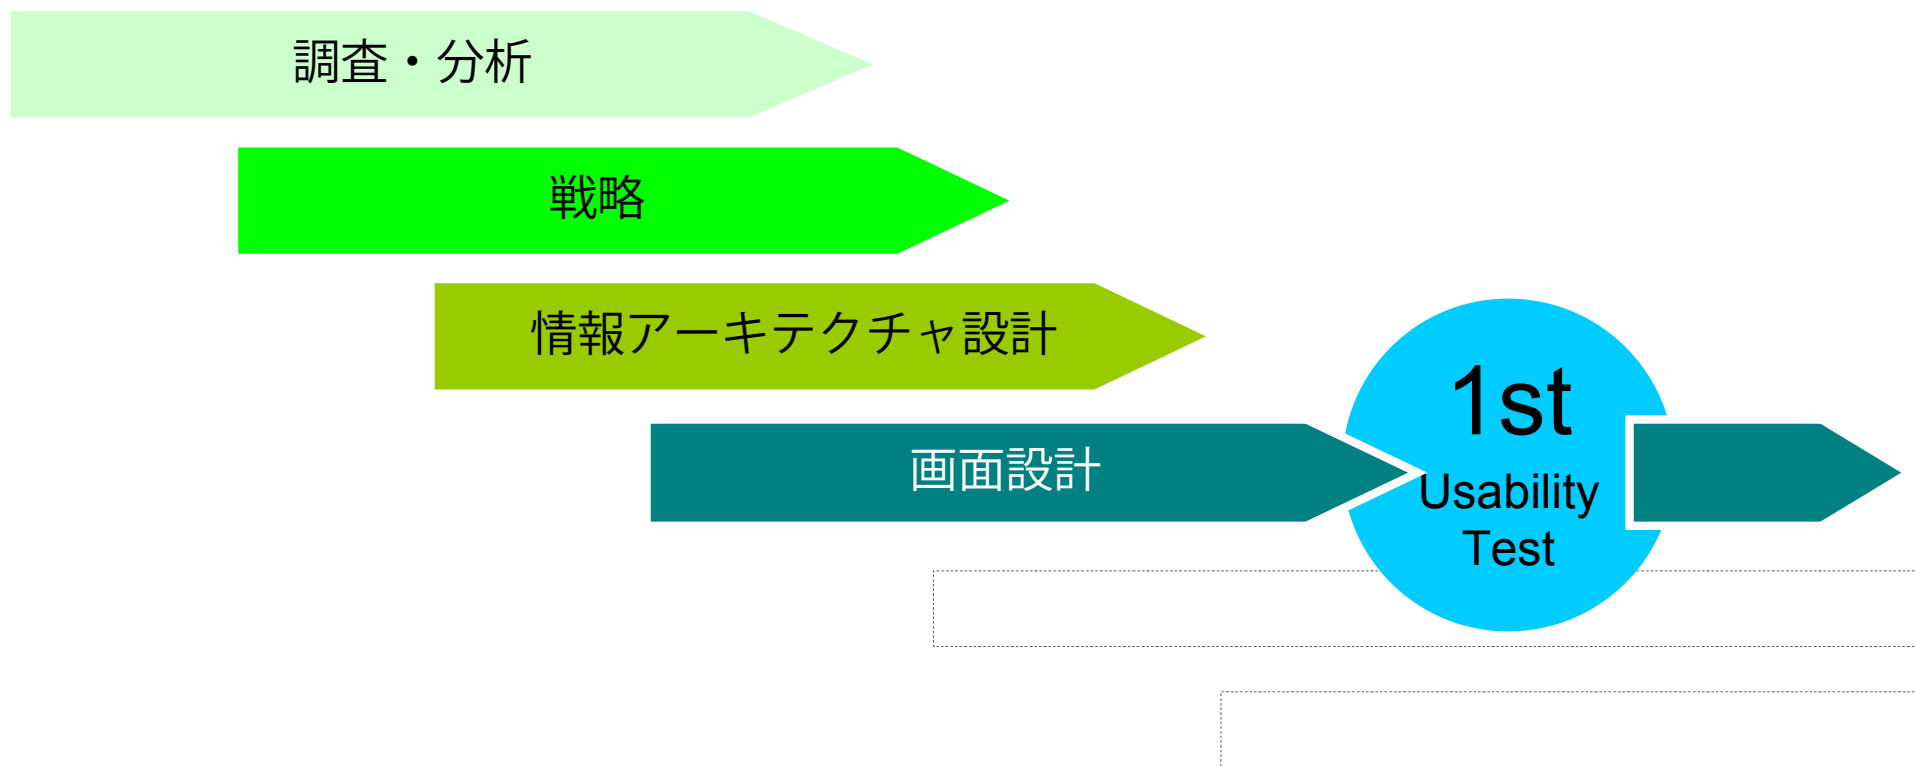 調査・分析
戦略
情報アーキテクチャ設計
画面設計
1st
Usability
Test